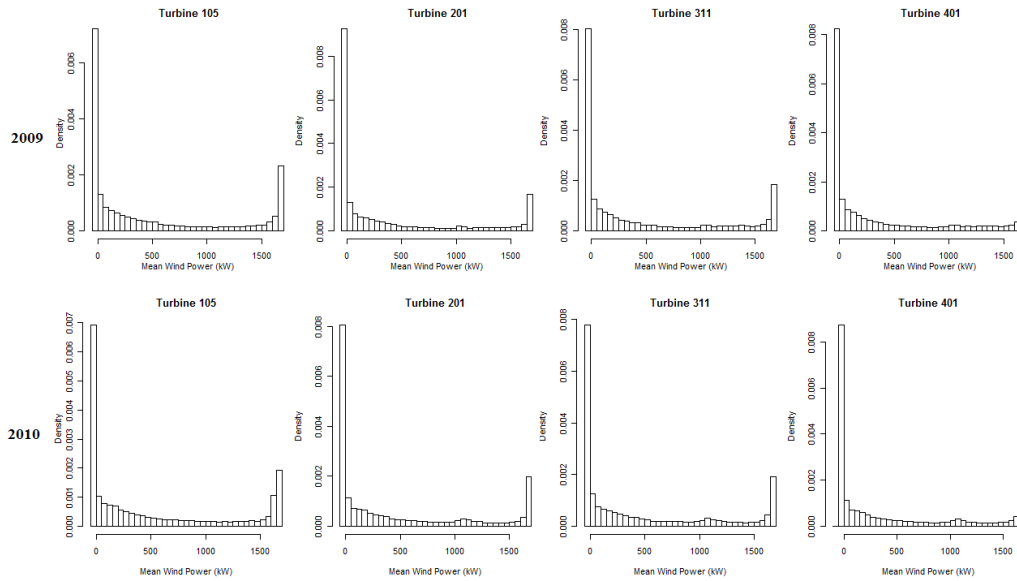 Turbine 105 Turbine 201 Turbine 311 Turbine 401
2009
Density Density Density Density
0.000 0.002 0.004 0.006
0.000 0.002 0.004 0.006 0.008
0.000 0.002 0.004 0.006 0.008
0.000 0.002 0.004 0.006 0.008
0 500 1000 1500 0 500 1000 1500 0 500 1000 1500 0 500 1000 1500
Mean Wind Power (kW) Mean Wind Power (kW) Mean Wind Power (kW) Mean Wind Power (kW)
Turbine 105 Turbine 201 Turbine 311 Turbine 401
2010
Density Density Density Density
0.000 0.001 0.002 0.003 0.004 0.005 0.006 0.007
0.000 0.002 0.004 0.006 0.008
0.000 0.002 0.004 0.006 0.008
0.000 0.002 0.004 0.006 0.008
0 500 1000 1500 0 500 1000 1500 0 500 1000 1500 0 500 1000 1500
Mean Wind Power (kW) Mean Wind Power (kW) Mean Wind Power (kW) Mean Wind Power (kW)